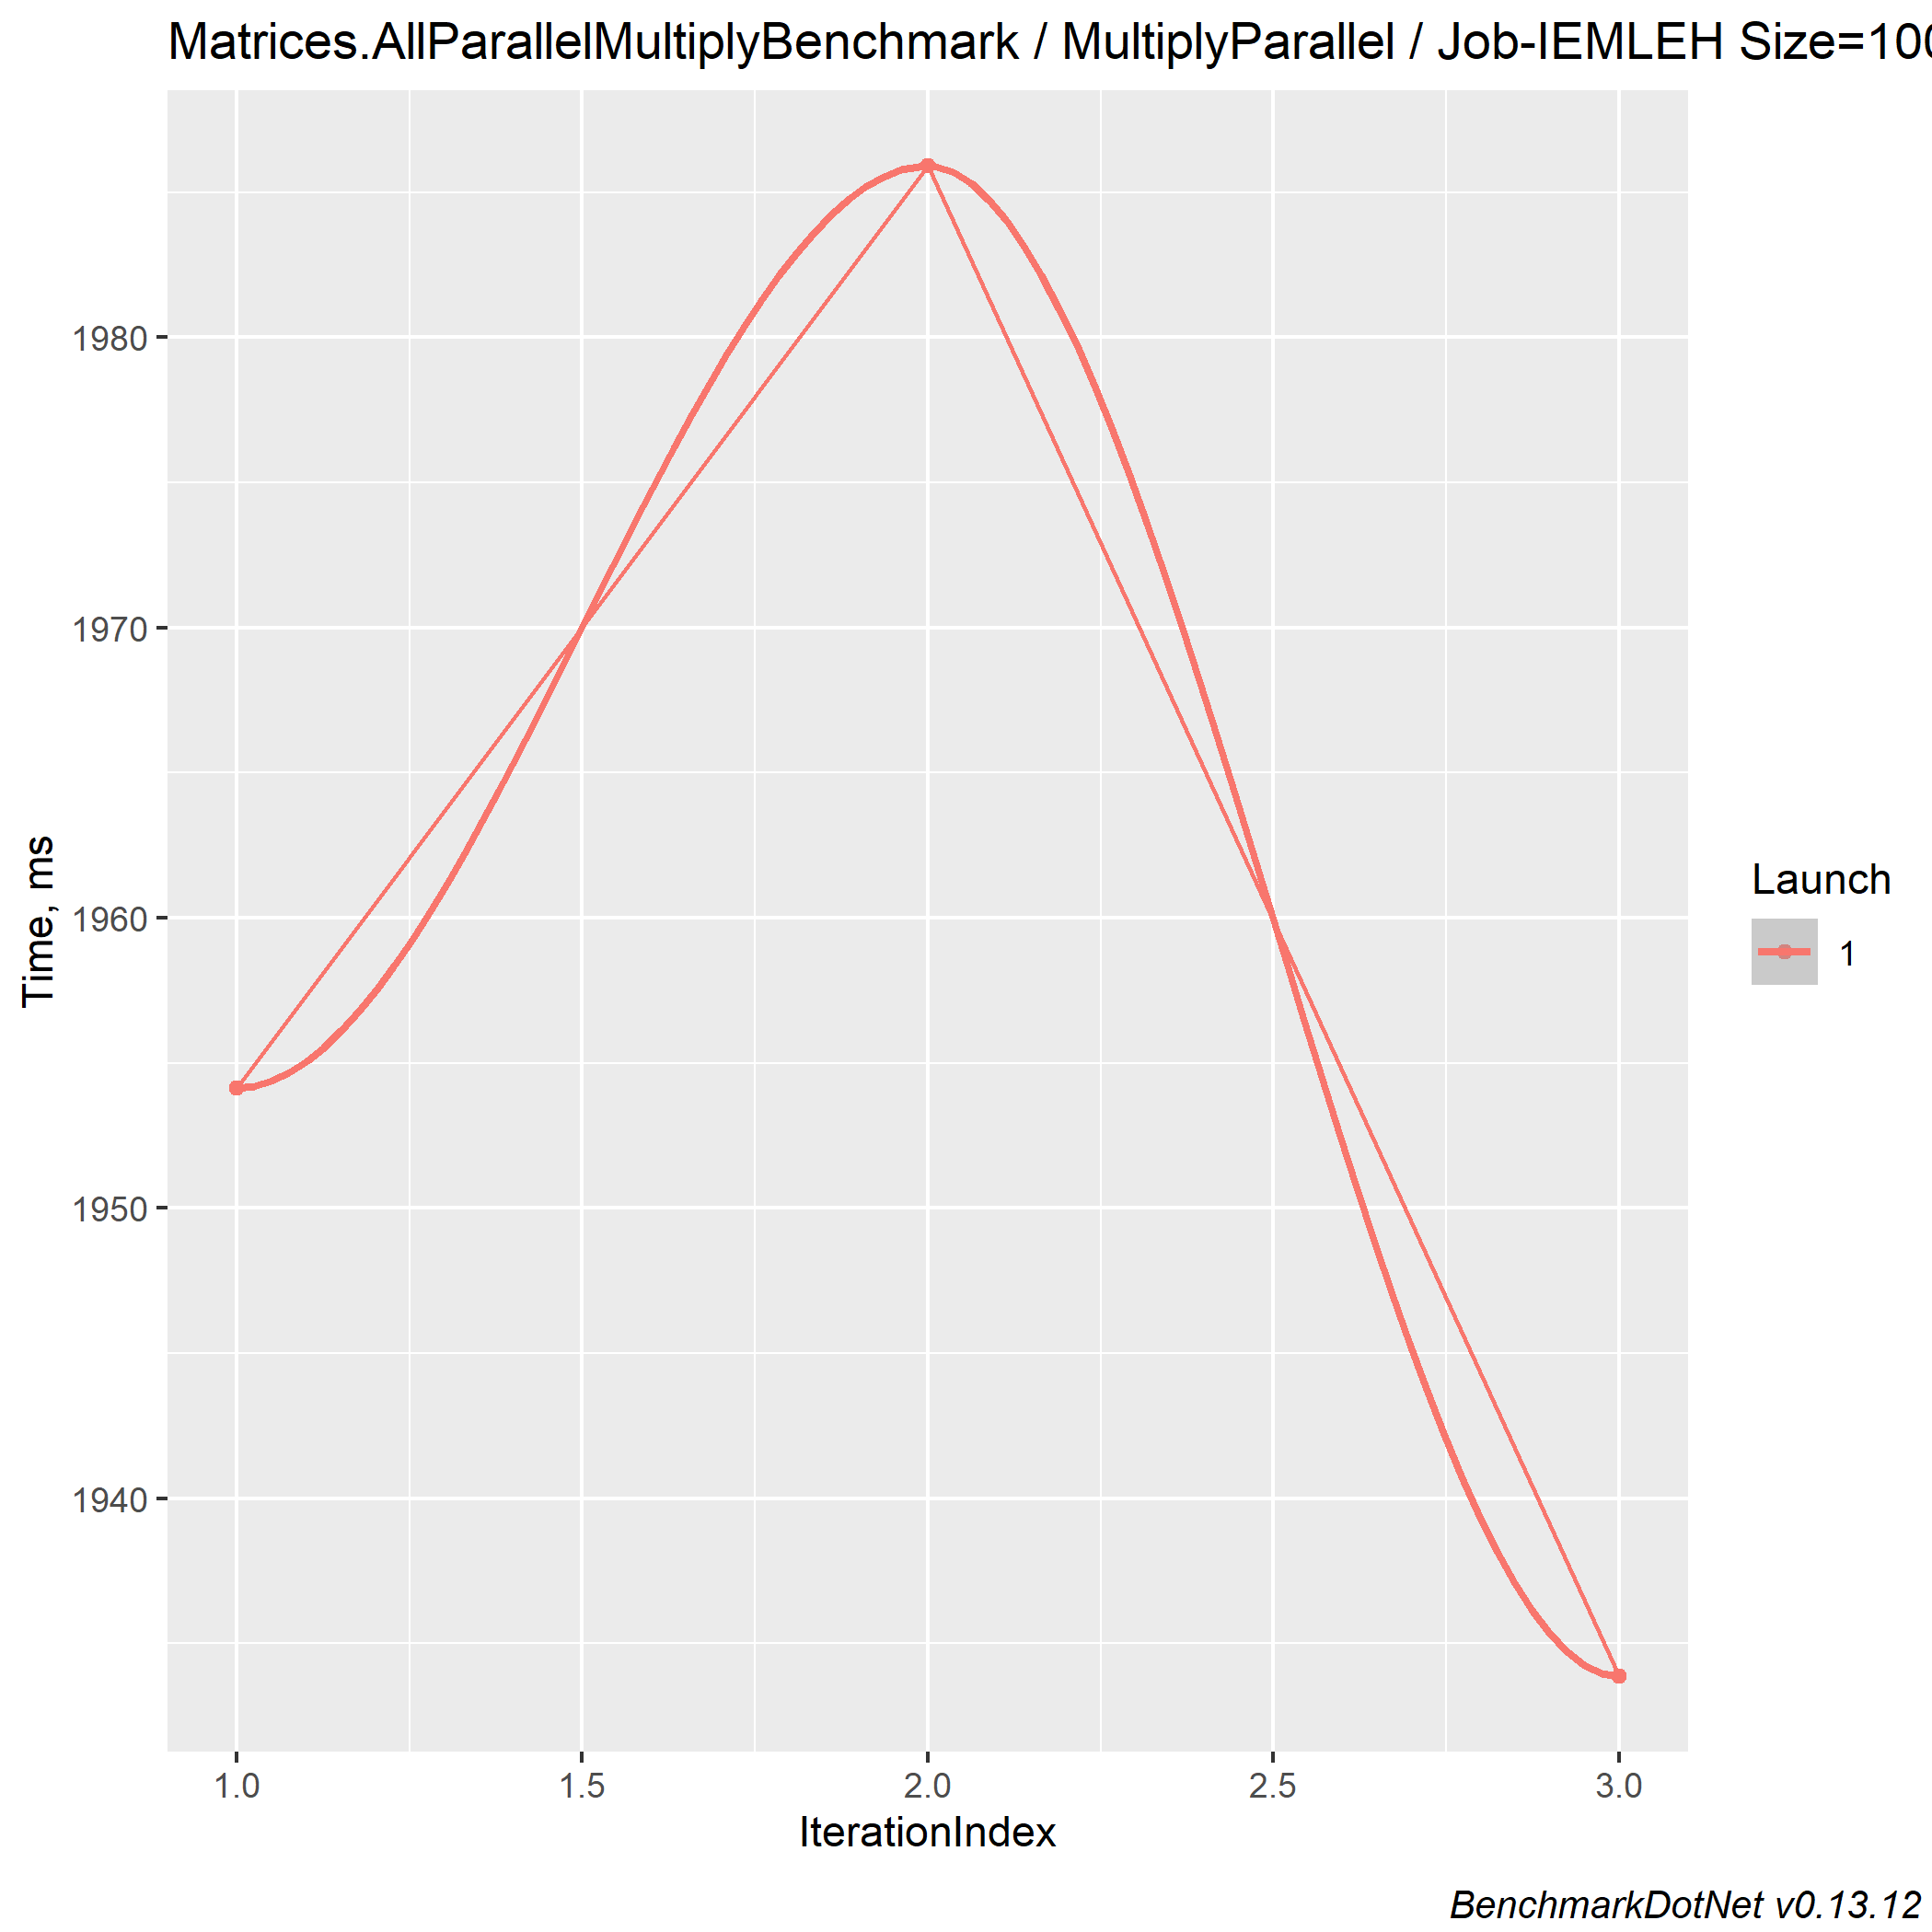 Matrices.AllParallelMultiplyBenchmark / MultiplyParallel / Job-IEMLEH Size=100
1980
1970
1960
1950
1940
Time, ms
1.0 1.5 2.0 2.5 3.0
IterationIndex
Launch
1
BenchmarkDotNet v0.13.12